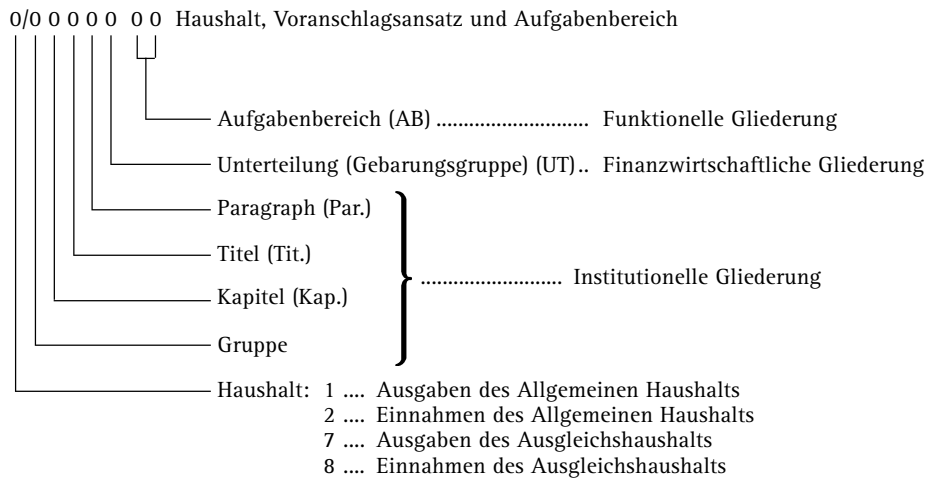 0/0 0 0 0 0 0 0 Haushalt, Voranschlagsansatz und Aufgabenbereich
Aufgabenbereich (AB) ............................ Funktionelle Gliederung
Unterteilung (Gebarungsgruppe) (UT) .. Finanzwirtschaftliche Gliederung
Paragraph (Par.)
Titel (Tit.)
.......................... Institutionelle Gliederung
Kapitel (Kap.)
Gruppe
Haushalt: 1 .... Ausgaben des Allgemeinen Haushalts
2 .... Einnahmen des Allgemeinen Haushalts
7 .... Ausgaben des Ausgleichshaushalts
8 .... Einnahmen des Ausgleichshaushalts